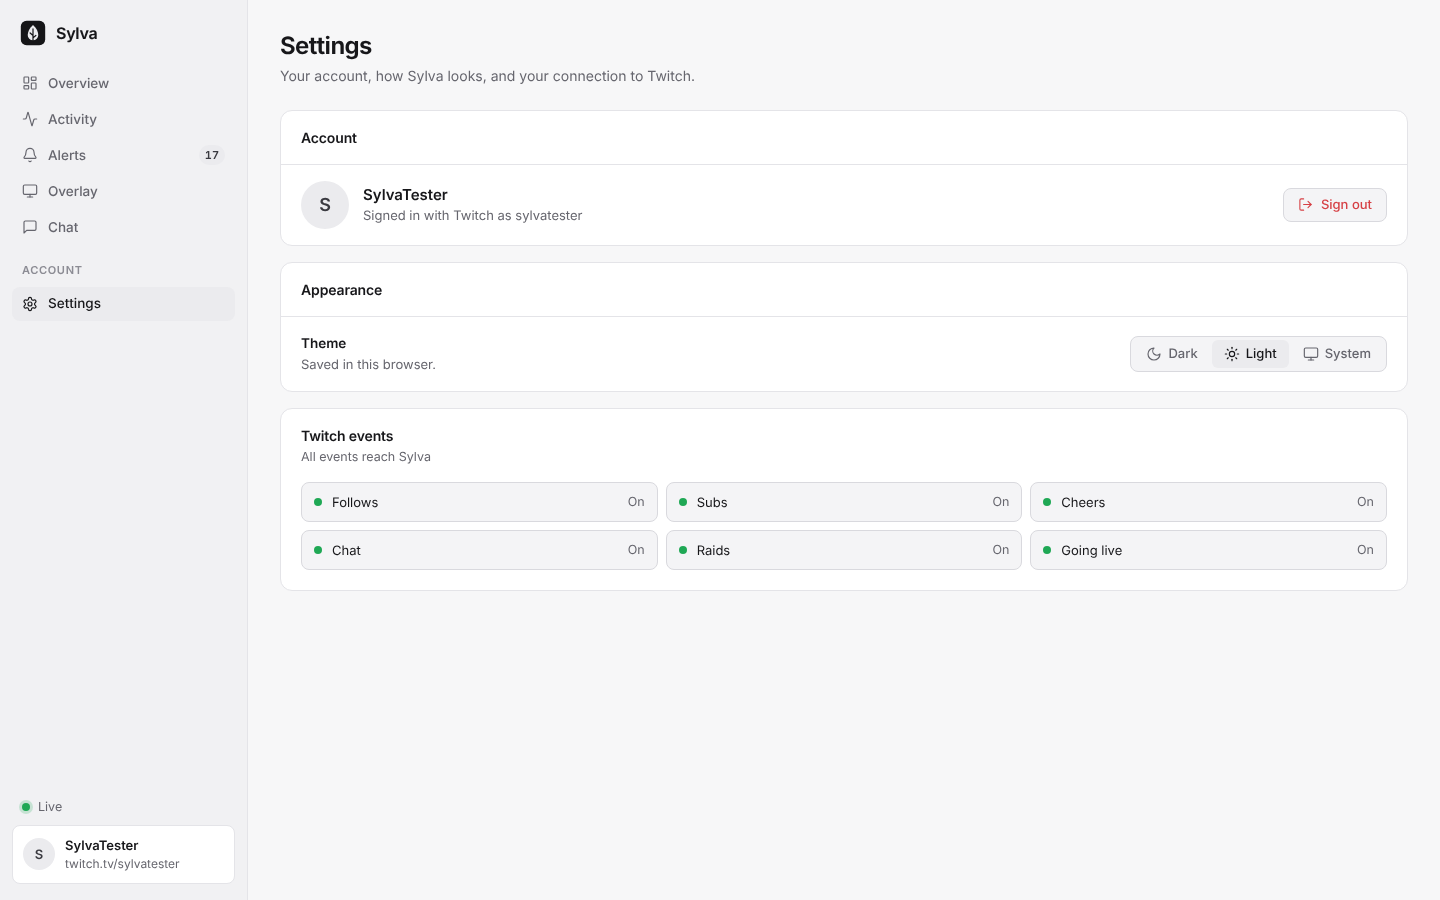 Sylva
Overview
Activity
Alerts 17
Overlay
Chat
ACCOUNT
Settings
Live
S
SylvaTester
twitch.tv/sylvatester
Settings
Your account, how Sylva looks, and your connection to Twitch.
Account
S
SylvaTester
Signed in with Twitch as sylvatester
Sign out
Appearance
Theme
Saved in this browser.
Dark Light System
Twitch events
All events reach Sylva
Follows On Subs On Cheers On
Chat On Raids On Going live On